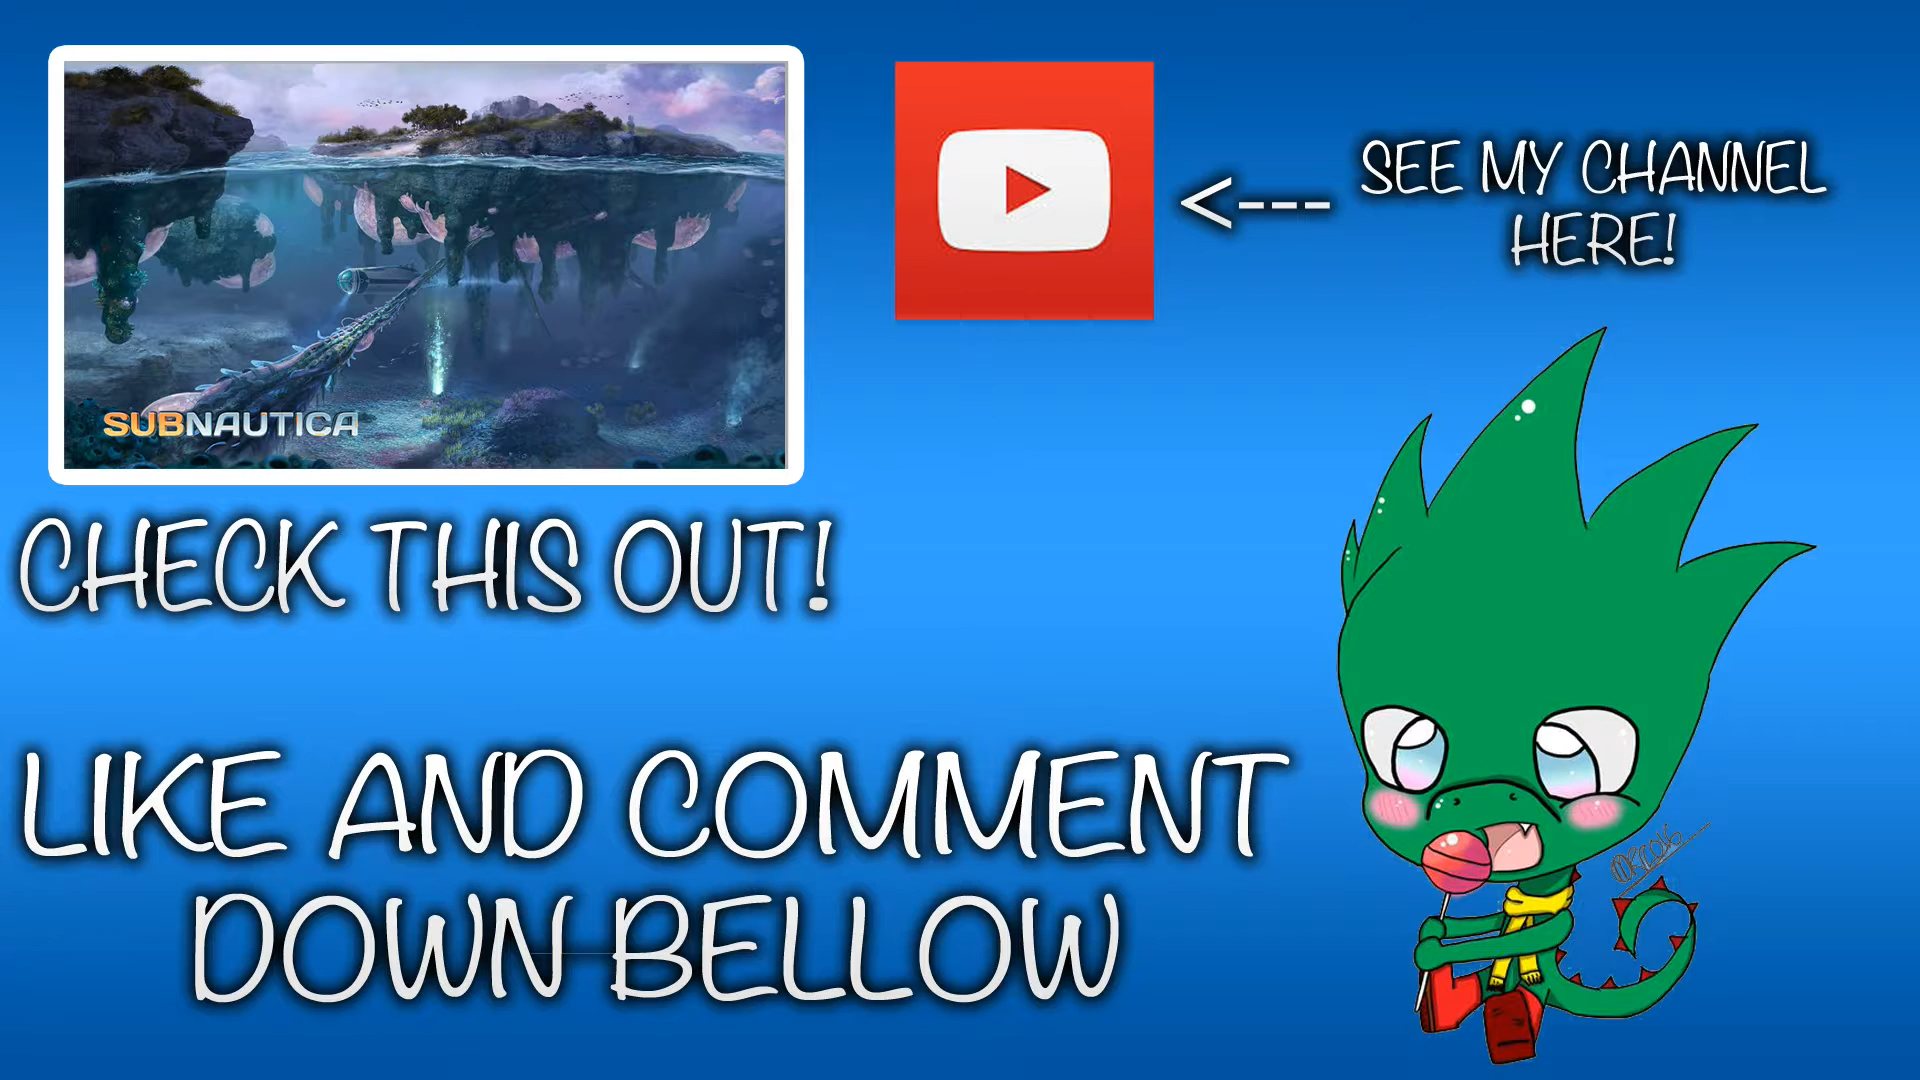 SUBNAUTICA
<--- SEE MY CHANNEL
HERE!
CHECK THIS OUT!
LIKE AND COMMENT
DOWN BELLOW